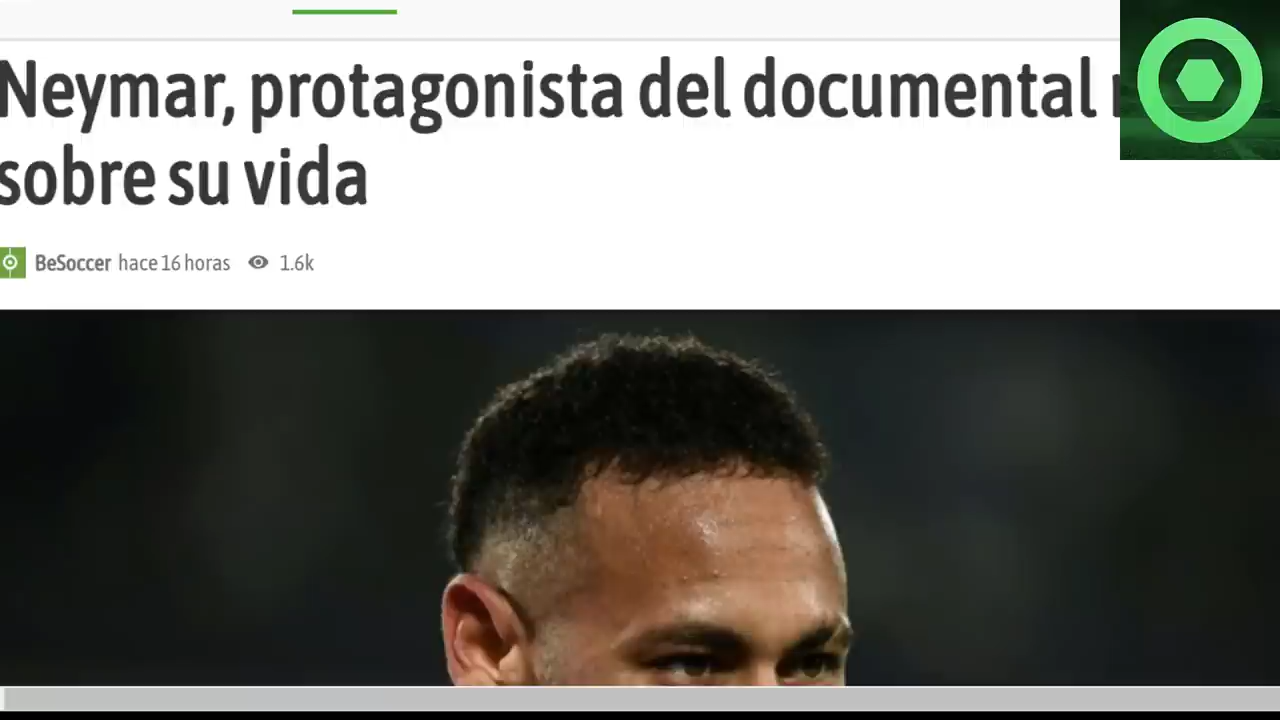 Neymar, protagonista del documental
sobre su vida
BeSoccer hace 16 horas 1.6k